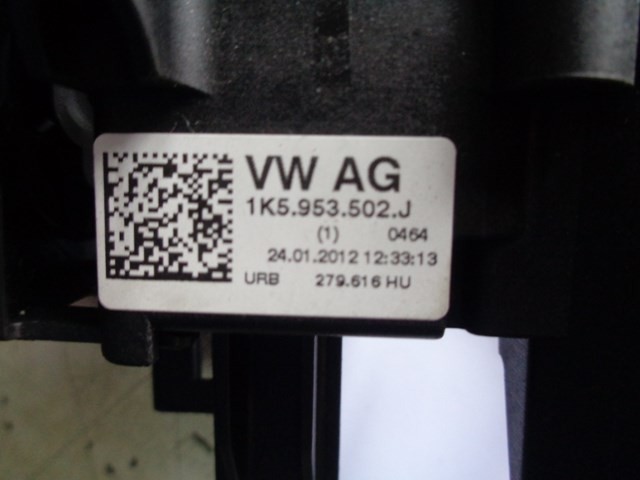 VW AG
1K5.953.502.J
(1) 0464
24.01.2012 12:33:13
URB 279.616 HU